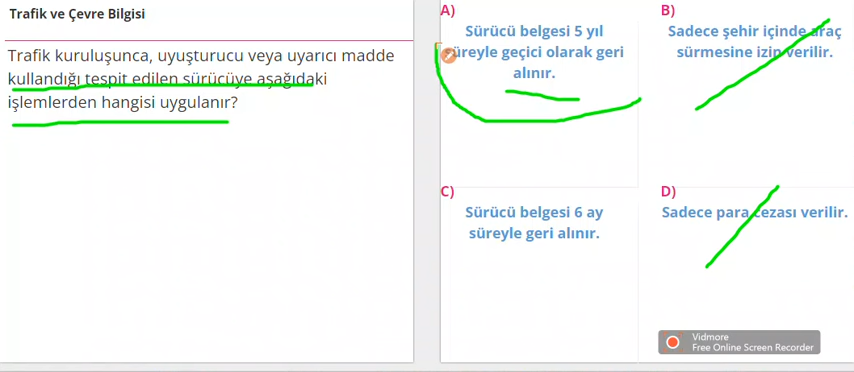 Trafik ve Çevre Bilgisi
Trafik kuruluşunca, uyuşturucu veya uyarıcı madde
kullandığı tespit edilen sürücüye aşağıdaki
işlemlerden hangisi uygulanır?
A)
Sürücü belgesi 5 yıl
süreyle geçici olarak geri
alınır.
B)
Sadece şehir içinde araç
sürmesine izin verilir.
C)
Sürücü belgesi 6 ay
süreyle geri alınır.
D)
Sadece para cezası verilir.
Vidmore
Free Online Screen Recorder